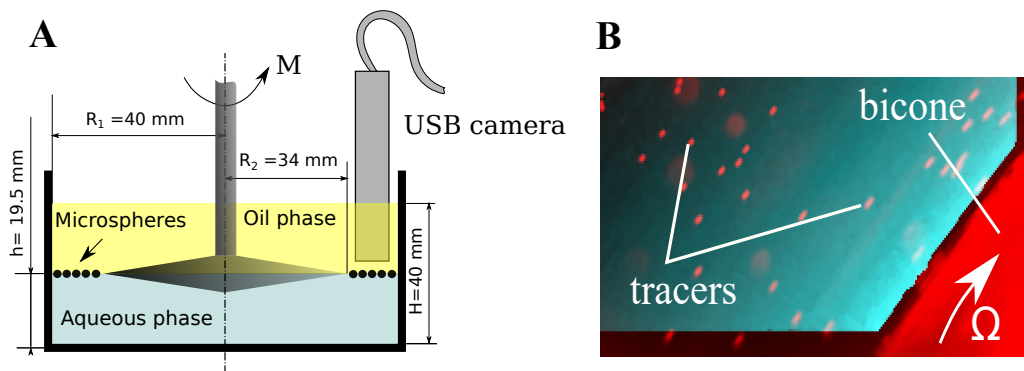 A
M
R₁ =40 mm
R₂ =34 mm
USB camera
h= 19.5 mm
Microspheres
Oil phase
H=40 mm
Aqueous phase
B
bicone
tracers
Ω